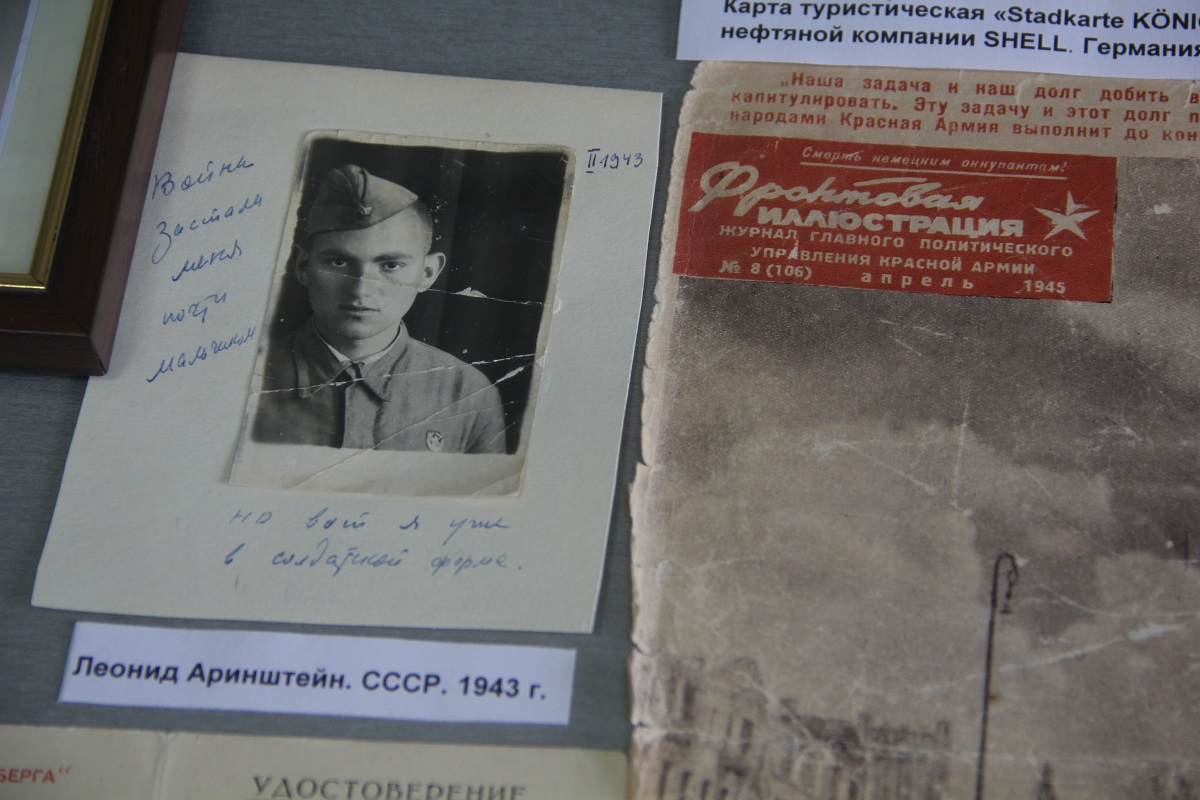 Карта туристическая «Stadkarte KÖNIG
нефтяной компании SHELL. Германия
„Наша задача и наш долг добить в
капитулировать. Эту задачу и этот долг п
народами Красная Армия выполнит до кон
Смерть немецким оккупантам!
Фронтовая
ИЛЛЮСТРАЦИЯ
ЖУРНАЛ ГЛАВНОГО ПОЛИТИЧЕСКОГО
УПРАВЛЕНИЯ КРАСНОЙ АРМИИ
№ 8 (106) апрель 1945
II 1943
Война
застала
меня
почти
мальчиком
но вот я уже
в солдатской форме.
Леонид Аринштейн. СССР. 1943 г.
БЕРГА“
УДОСТОВЕРЕНИЕ